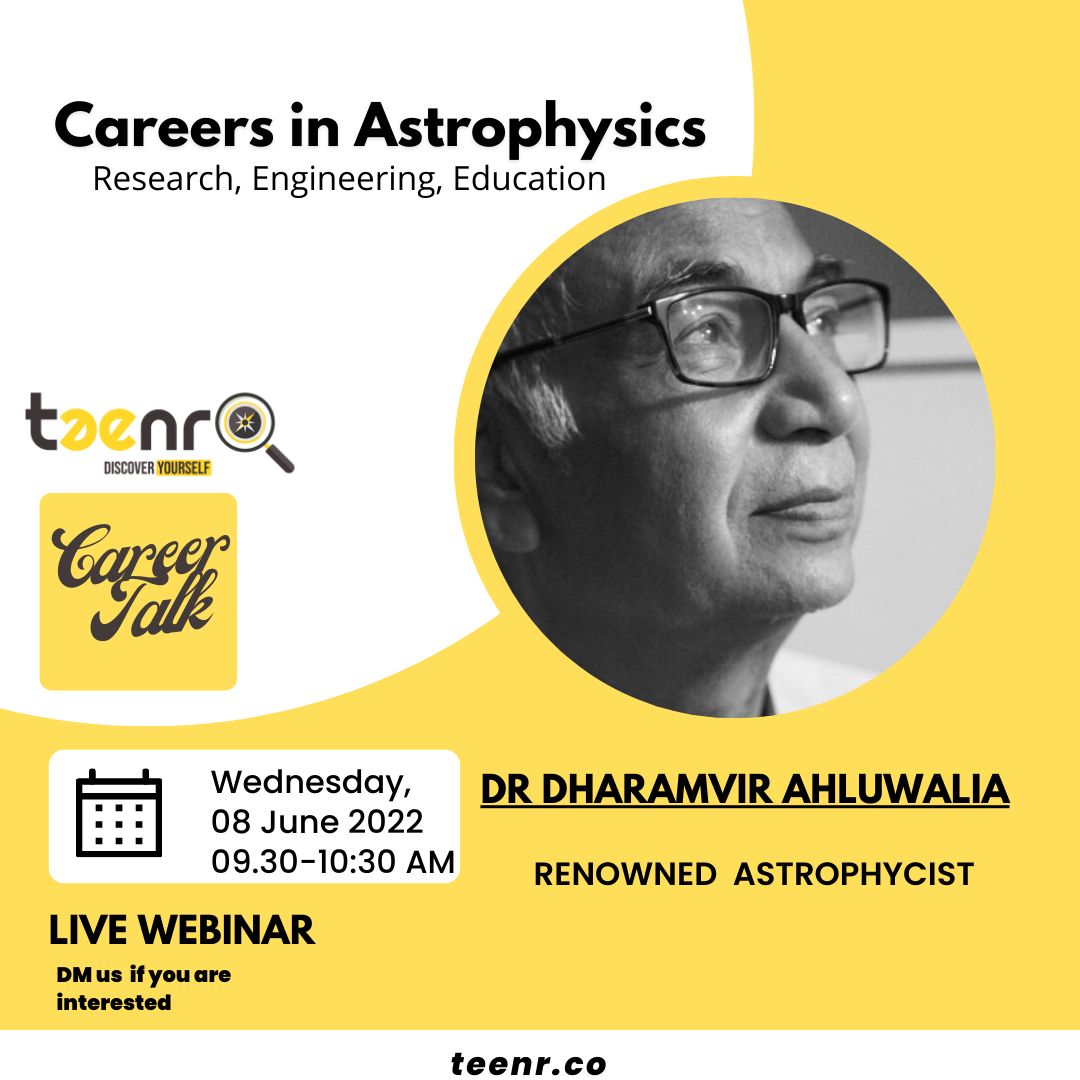 Careers in Astrophysics
Research, Engineering, Education
teenr
DISCOVER YOURSELF
Career
Talk
Wednesday,
08 June 2022
09.30-10:30 AM
DR DHARAMVIR AHLUWALIA
RENOWNED ASTROPHYCIST
LIVE WEBINAR
DM us if you are
interested
teenr.co